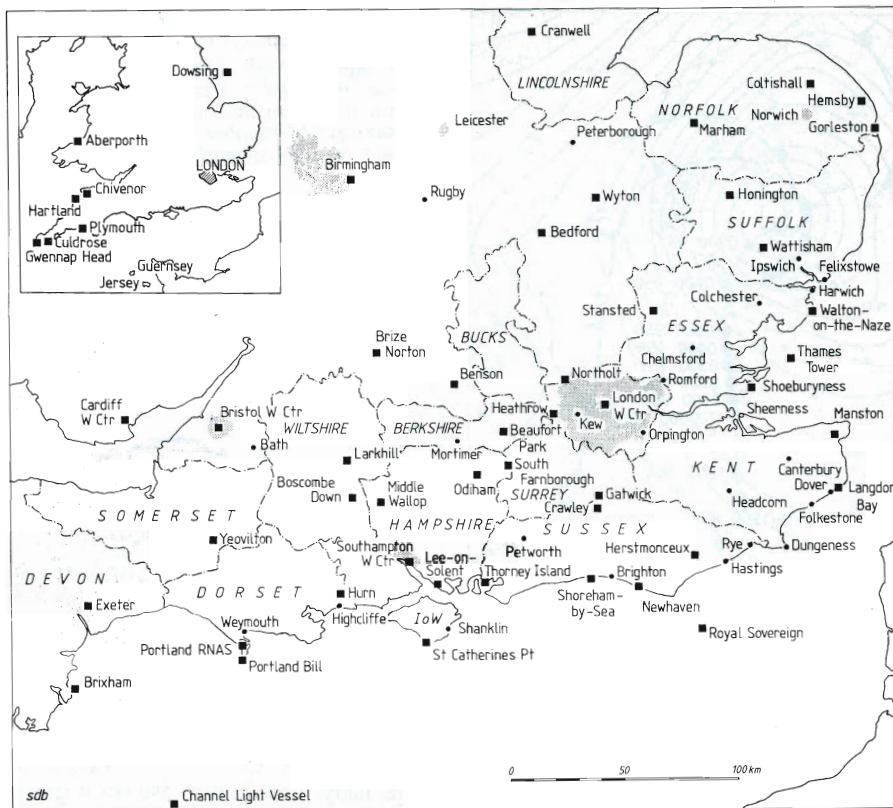 Dowsing
Aberporth
LONDON
Chivenor
Hartland
Plymouth
Culdrose
Gwennap Head
Guernsey
Jersey
Cranwell
LINCOLNSHIRE
Leicester
Peterborough
Birmingham
Rugby
Wyton
Bedford
Coltishall
Hemsby
NORFOLK
Norwich
Marham
Gorleston
Honington
SUFFOLK
Wattisham
Ipswich
Felixstowe
Harwich
Colchester
Walton-
on-the-Naze
Stansted
ESSEX
BUCKS
Brize
Norton
Chelmsford
Thames
Tower
Benson
Northolt
Romford
Shoeburyness
Cardiff
W Ctr
Bristol W Ctr
WILTSHIRE
BERKSHIRE
Heathrow
London
W Ctr
Kew
Sheerness
Manston
Bath
Mortimer
Beaufort
Park
Orpington
Larkhill
South
Farnborough
KENT
Canterbury
Boscombe
Down
Middle
Wallop
Odiham
SURREY
Gatwick
Crawley
Headcorn
Dover
Langdon
Bay
Folkestone
SOMERSET
HAMPSHIRE
SUSSEX
Yeovilton
Southampton
W Ctr
Lee-on-
Solent
Petworth
Herstmonceux
Rye
Dungeness
Hastings
DEVON
DORSET
Thorney Island
Brighton
Exeter
Hurn
Shoreham-
by-Sea
Newhaven
Weymouth
Highcliffe
IoW
Shanklin
Royal Sovereign
Portland RNAS
St Catherines Pt
Portland Bill
Brixham
0 50 100 km
sdb
Channel Light Vessel